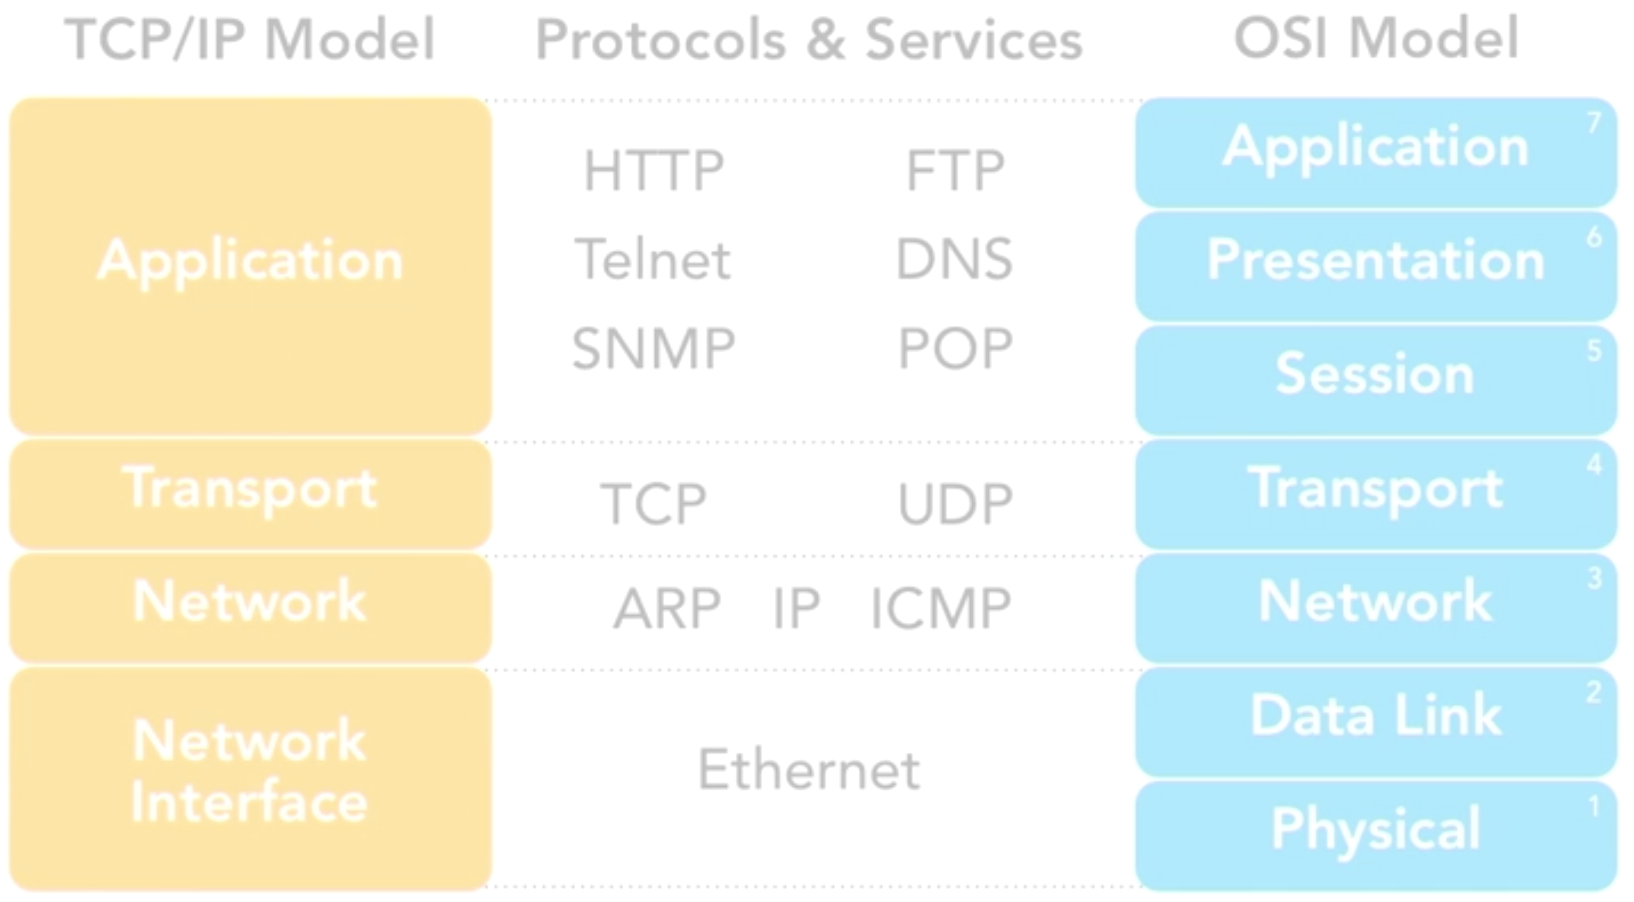 TCP/IP Model
Protocols & Services
OSI Model
Application
HTTP FTP
Telnet DNS
SNMP POP
Application 7
Presentation 6
Session 5
Transport
TCP UDP
Transport 4
Network
ARP IP ICMP
Network 3
Network
Interface
Ethernet
Data Link 2
Physical 1